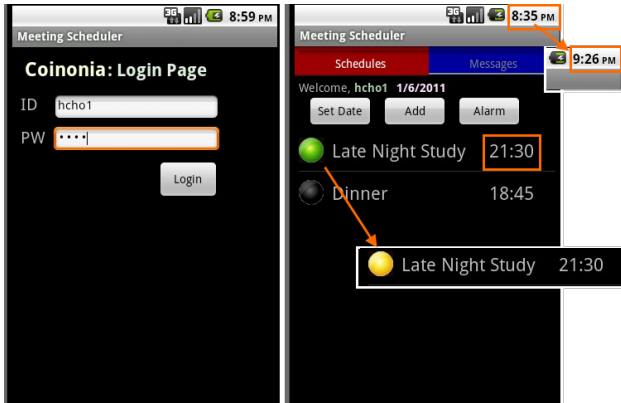 3G 8:59 PM
Meeting Scheduler
Coinonia: Login Page
ID hcho1
PW ••••
Login
3G 8:35 PM
Meeting Scheduler
9:26 PM
Schedules Messages
Welcome, hcho1 1/6/2011
Set Date Add Alarm
Late Night Study 21:30
Dinner 18:45
Late Night Study 21:30